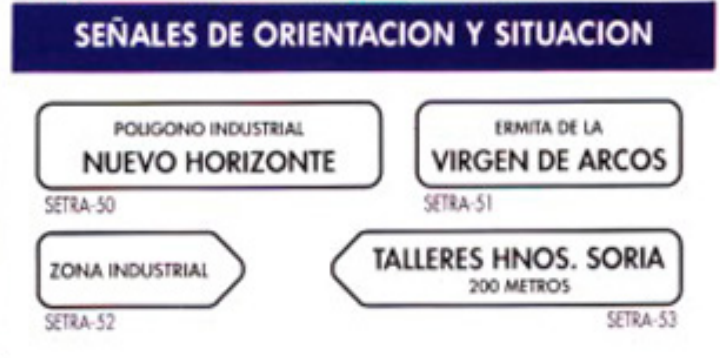 SEÑALES DE ORIENTACION Y SITUACION
POLIGONO INDUSTRIAL
NUEVO HORIZONTE
SETRA-50
ERMITA DE LA
VIRGEN DE ARCOS
SETRA-51
ZONA INDUSTRIAL
SETRA-52
TALLERES HNOS. SORIA
200 METROS
SETRA-53